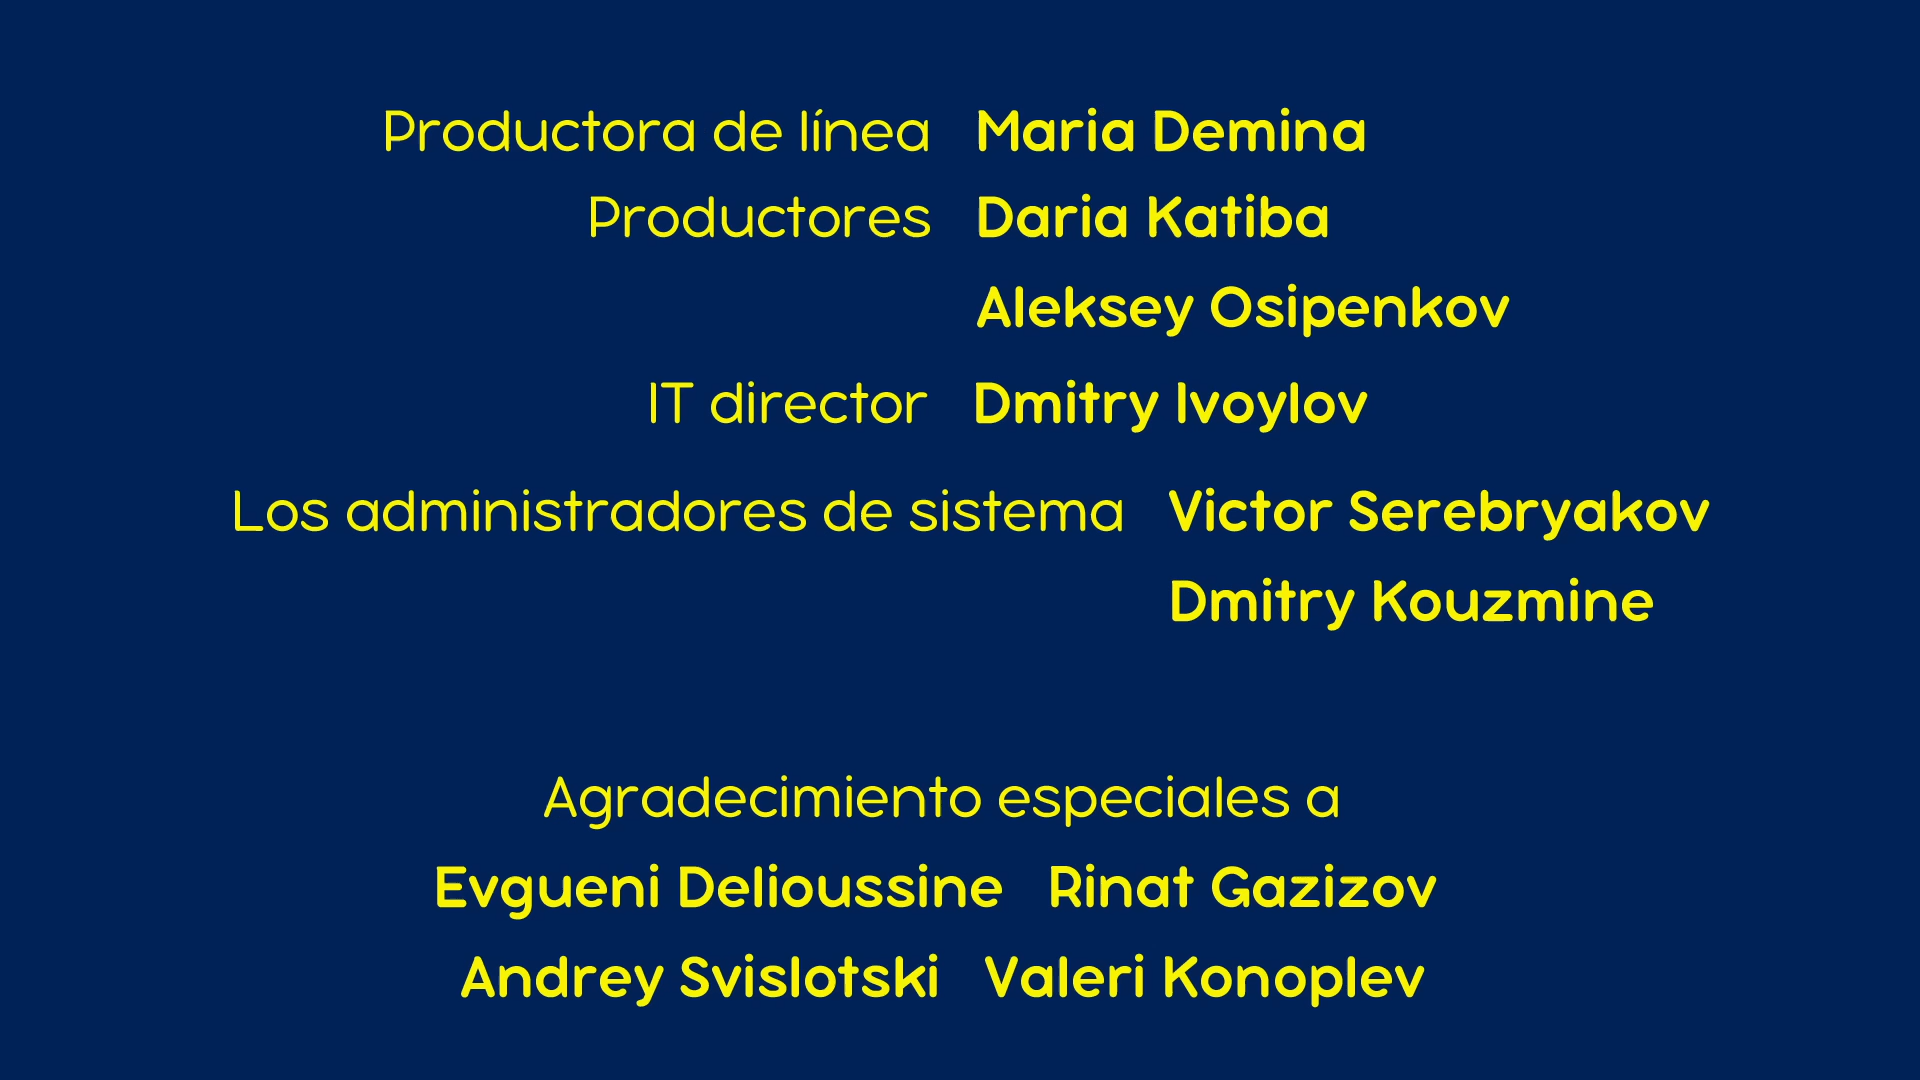 Productora de línea Maria Demina
Productores Daria Katiba
Aleksey Osipenkov
IT director Dmitry Ivoylov
Los administradores de sistema Victor Serebryakov
Dmitry Kouzmine
Agradecimiento especiales a
Evgueni Delioussine Rinat Gazizov
Andrey Svislotski Valeri Konoplev